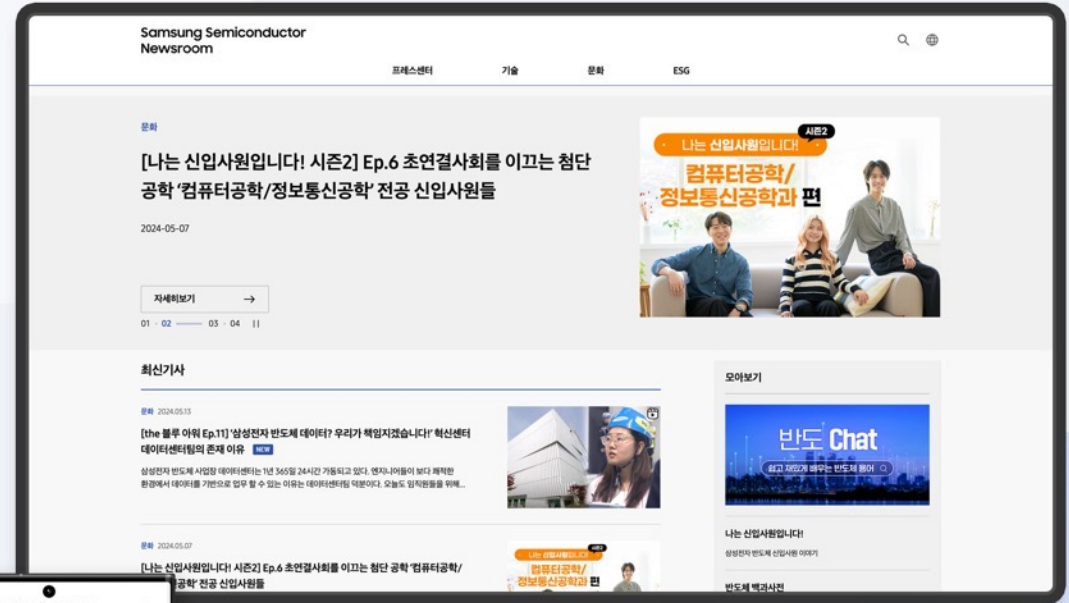 Samsung Semiconductor
Newsroom
프레스센터 기술 문화 ESG
문화
[나는 신입사원입니다! 시즌2] Ep.6 초연결사회를 이끄는 첨단
공학 ‘컴퓨터공학/정보통신공학’ 전공 신입사원들
2024-05-07
자세히보기 →
01 · 02 03 · 04
시즌2
나는 신입사원입니다!
컴퓨터공학/
정보통신공학과 편
최신기사
문화 2024.05.13
[the 블루 아워 Ep.11] ‘삼성전자 반도체 데이터? 우리가 책임지겠습니다!’ 혁신센터
데이터센터팀의 존재 이유 NEW
삼성전자 반도체 사업장 데이터센터는 1년 365일 24시간 가동되고 있다. 엔지니어들이 보다 쾌적한
환경에서 데이터를 기반으로 업무 할 수 있는 이유는 데이터센터팀 덕분이다. 오늘도 임직원들을 위해...
문화 2024.05.07
[나는 신입사원입니다! 시즌2] Ep.6 초연결사회를 이끄는 첨단 공학 ‘컴퓨터공학/
공학’ 전공 신입사원들
시즌2
나는 신입사원입니다!
컴퓨터공학/
정보통신공학과 편
모아보기
반도 Chat
쉽고 재밌게 배우는 반도체 용어
나는 신입사원입니다!
삼성전자 반도체 신입사원 이야기
반도체 백과사전